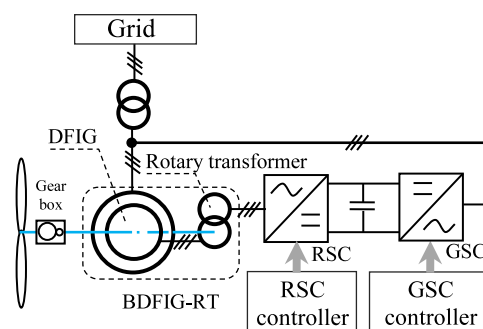 Grid
DFIG
Rotary transformer
Gear
box
RSC
GSC
BDFIG-RT
RSC
controller
GSC
controller